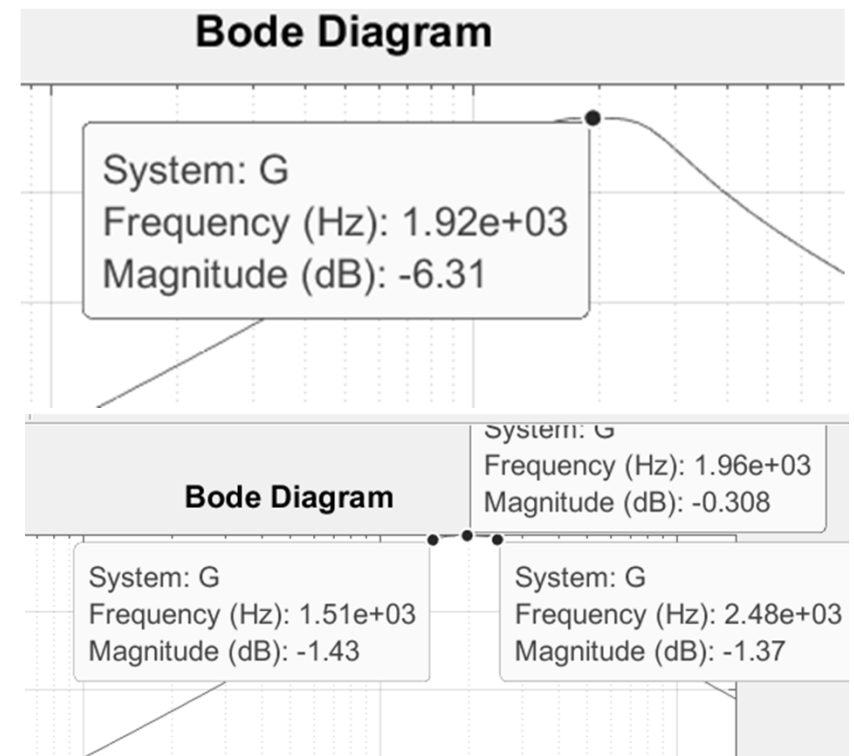 Bode Diagram
System: G
Frequency (Hz): 1.92e+03
Magnitude (dB): -6.31
System: G
Frequency (Hz): 1.96e+03
Magnitude (dB): -0.308
Bode Diagram
System: G
Frequency (Hz): 1.51e+03
Magnitude (dB): -1.43
System: G
Frequency (Hz): 2.48e+03
Magnitude (dB): -1.37